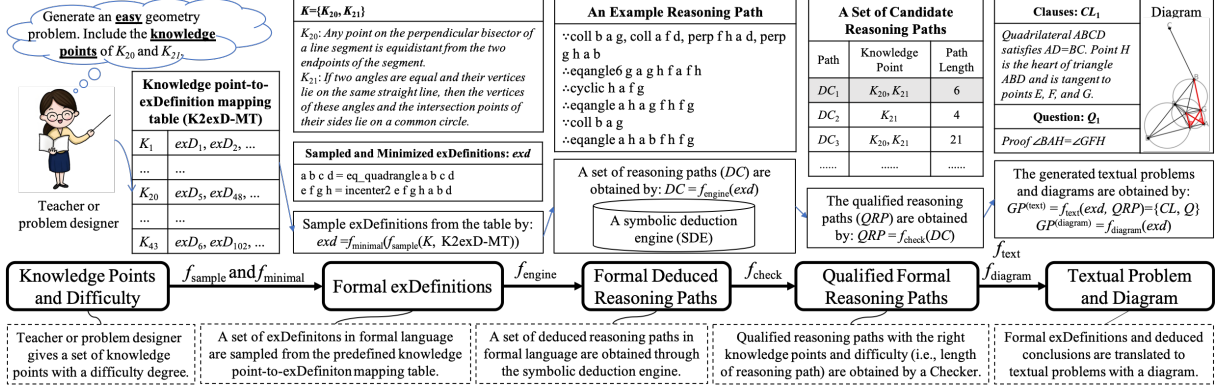 Generate an easy geometry
problem. Include the knowledge
points of K20 and K21.
Teacher or
problem designer
Knowledge point-to-
exDefinition mapping
table (K2exD-MT)
K1 exD1, exD2, ...
... ...
K20 exD5, exD48, ...
... ...
K43 exD6, exD102, ...
K={K20, K21}
K20: Any point on the perpendicular bisector of
a line segment is equidistant from the two
endpoints of the segment.
K21: If two angles are equal and their vertices
lie on the same straight line, then the vertices
of these angles and the intersection points of
their sides lie on a common circle.
Sampled and Minimized exDefinitions: exd
a b c d = eq_quadrangle a b c d
e f g h = incenter2 e f g h a b d
Sample exDefinitions from the table by:
exd =fminimal(fsample(K, K2exD-MT))
An Example Reasoning Path
∵coll b a g, coll a f d, perp f h a d, perp
g h a b
∴eqangle6 g a g h f a f h
∴cyclic h a f g
∴eqangle a h a g f h f g
∵coll b a g
∴eqangle a h a b f h f g
A set of reasoning paths (DC) are
obtained by: DC = fengine(exd)
A symbolic deduction
engine (SDE)
A Set of Candidate
Reasoning Paths
Path Knowledge Point Path Length
DC1 K20, K21 6
DC2 K21 4
DC3 K20, K21 21
...... ......
The qualified reasoning
paths (QRP) are obtained
by: QRP = fcheck(DC)
Clauses: CL1
Quadrilateral ABCD
satisfies AD=BC. Point H
is the heart of triangle
ABD and is tangent to
points E, F, and G.
Question: Q1
Proof ∠BAH=∠GFH
Diagram
The generated textual problems
and diagrams are obtained by:
GP(text) = ftext(exd, QRP)={CL, Q}
GP(diagram) = fdiagram(exd)
Knowledge Points
and Difficulty
fsample and fminimal
Formal exDefinitions
fengine
Formal Deduced
Reasoning Paths
fcheck
Qualified Formal
Reasoning Paths
ftext
fdiagram
Textual Problem
and Diagram
Teacher or problem designer
gives a set of knowledge
points with a difficulty degree.
A set of exDefinitons in formal language
are sampled from the predefined knowledge
point-to-exDefiniton mapping table.
A set of deduced reasoning paths in
formal language are obtained through
the symbolic deduction engine.
Qualified reasoning paths with the right
knowledge points and difficulty (i.e., length
of reasoning path) are obtained by a Checker.
Formal exDefinitions and deduced
conclusions are translated to
textual problems with a diagram.